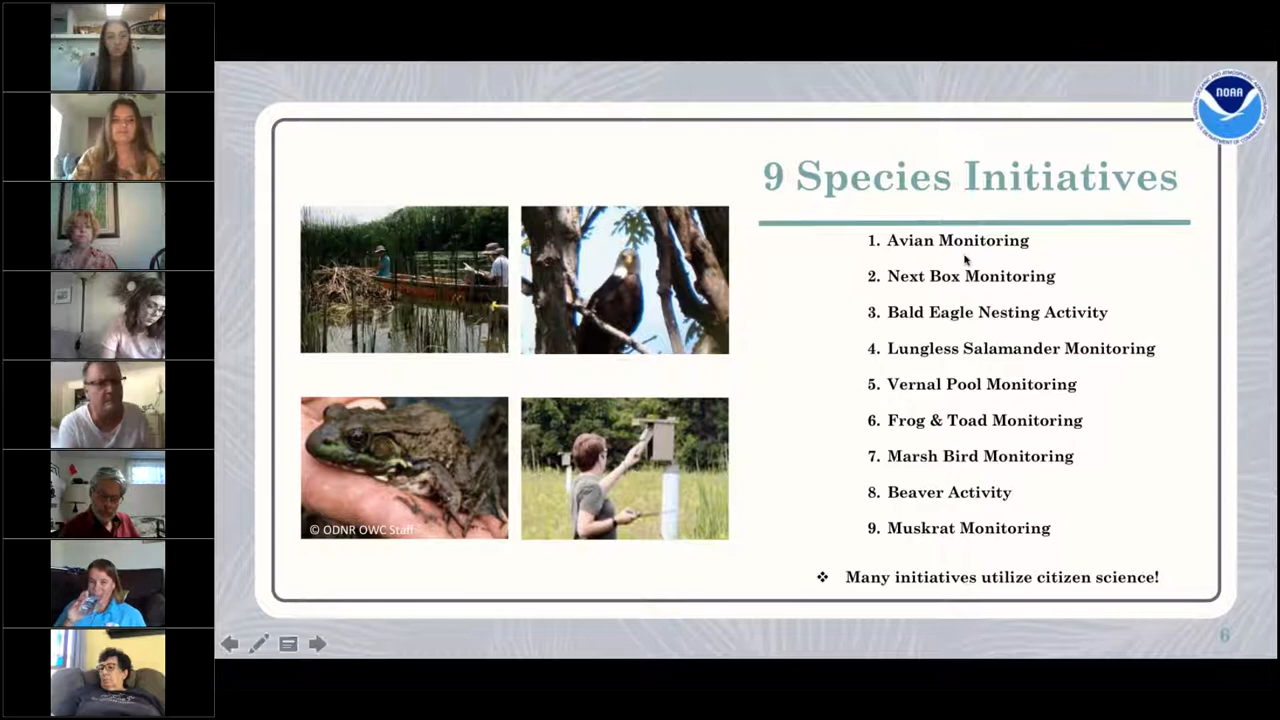 NOAA
9 Species Initiatives
1. Avian Monitoring
2. Next Box Monitoring
3. Bald Eagle Nesting Activity
4. Lungless Salamander Monitoring
5. Vernal Pool Monitoring
6. Frog & Toad Monitoring
7. Marsh Bird Monitoring
8. Beaver Activity
9. Muskrat Monitoring
❖ Many initiatives utilize citizen science!
© ODNR OWC Staff
6